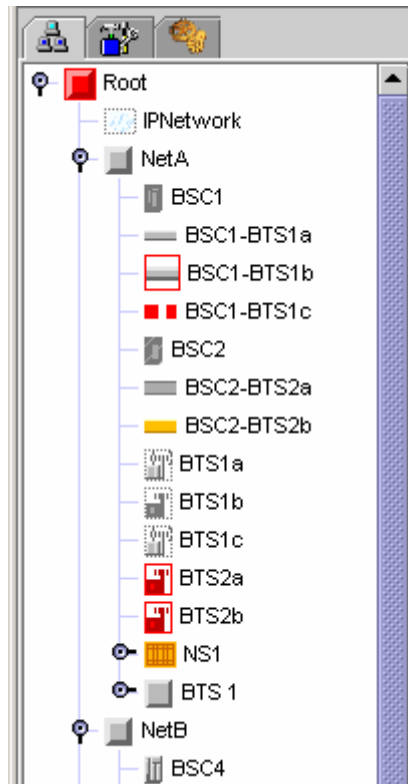 Root
IPNetwork
NetA
BSC1
BSC1-BTS1a
BSC1-BTS1b
BSC1-BTS1c
BSC2
BSC2-BTS2a
BSC2-BTS2b
BTS1a
BTS1b
BTS1c
BTS2a
BTS2b
NS1
BTS 1
NetB
BSC4